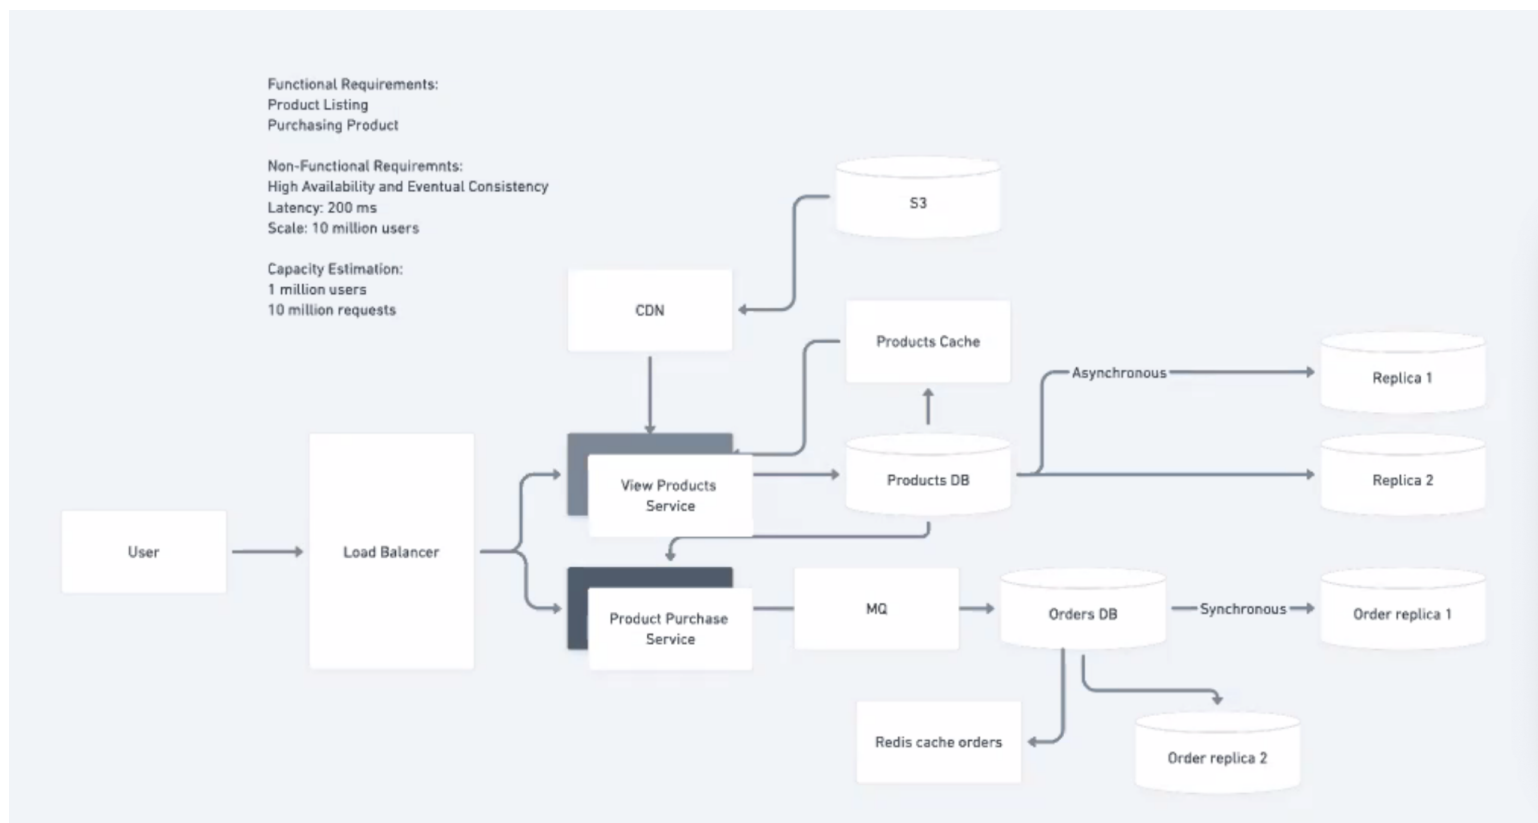 Functional Requirements:
Product Listing
Purchasing Product
Non-Functional Requiremnts:
High Availability and Eventual Consistency
Latency: 200 ms
Scale: 10 million users
Capacity Estimation:
1 million users
10 million requests
S3
CDN
Products Cache
Asynchronous
Replica 1
View Products
Service
Products DB
Replica 2
User
Load Balancer
Product Purchase
Service
MQ
Orders DB
Synchronous
Order replica 1
Redis cache orders
Order replica 2